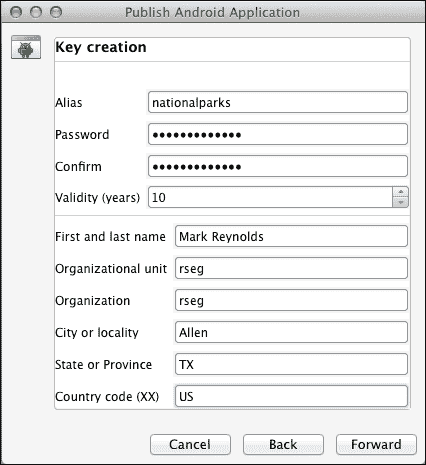 Publish Android Application
Key creation
Alias nationalparks
Password •••••••••••••
Confirm •••••••••••••
Validity (years) 10
First and last name Mark Reynolds
Organizational unit rseg
Organization rseg
City or locality Allen
State or Province TX
Country code (XX) US
Cancel Back Forward